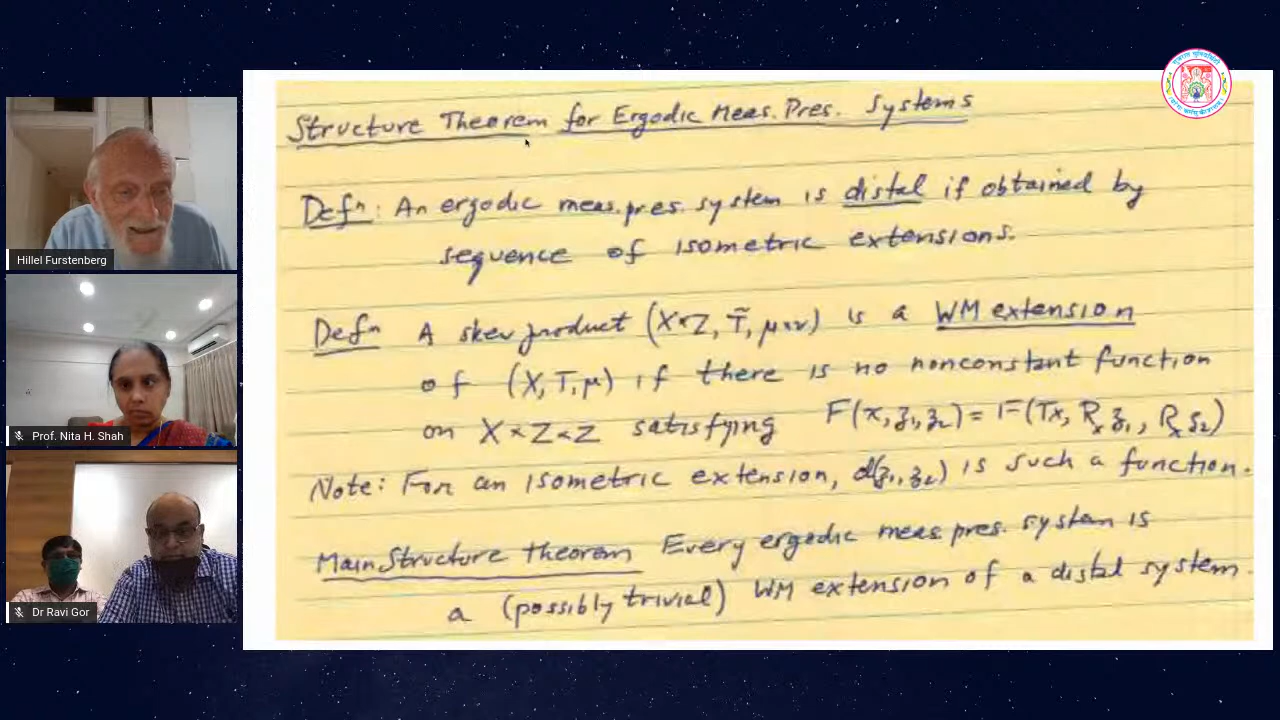 Structure Theorem for Ergodic Meas. Pres. Systems
Defⁿ: An ergodic meas. pres. system is distal if obtained by
sequence of isometric extensions.
Defⁿ A skew product (X×Z, T̃, μ×ν) is a WM extension
of (X, T, μ) if there is no nonconstant function
on X×Z×Z satisfying F(x, z₁, z₂) = F(Tx, Rₓz₁, Rₓz₂)
Note: For an isometric extension, d(z₁, z₂) is such a function.
Main Structure theorem Every ergodic meas. pres. system is
a (possibly trivial) WM extension of a distal system.
Hillel Furstenberg
Prof. Nita H. Shah
Dr Ravi Gor